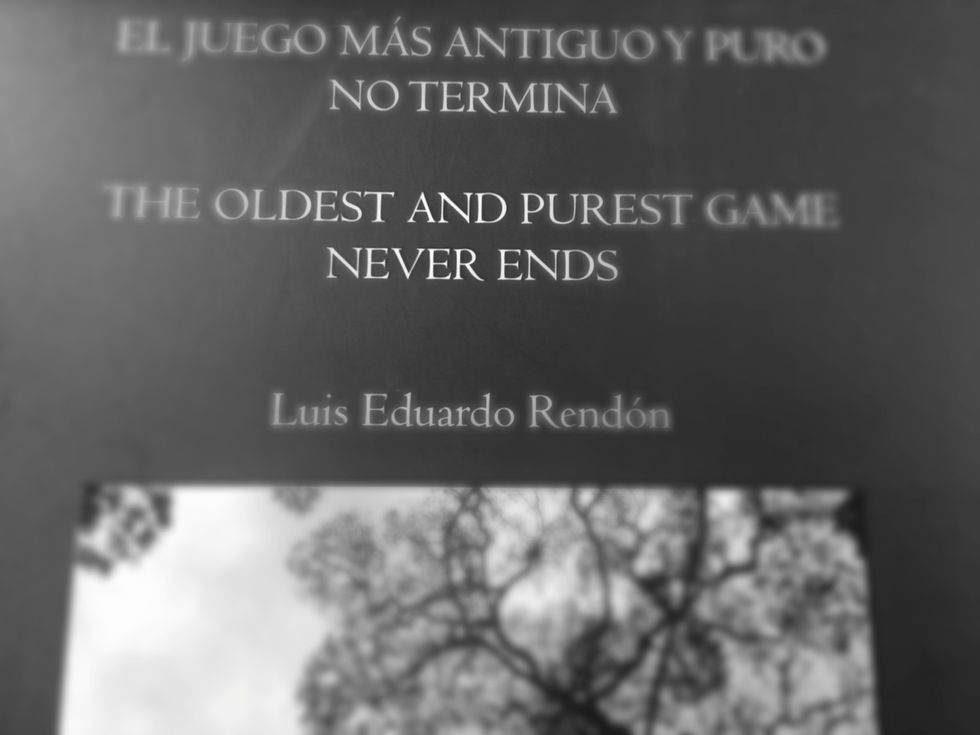 EL JUEGO MÁS ANTIGUO Y PURO
NO TERMINA
THE OLDEST AND PUREST GAME
NEVER ENDS
Luis Eduardo Rendón